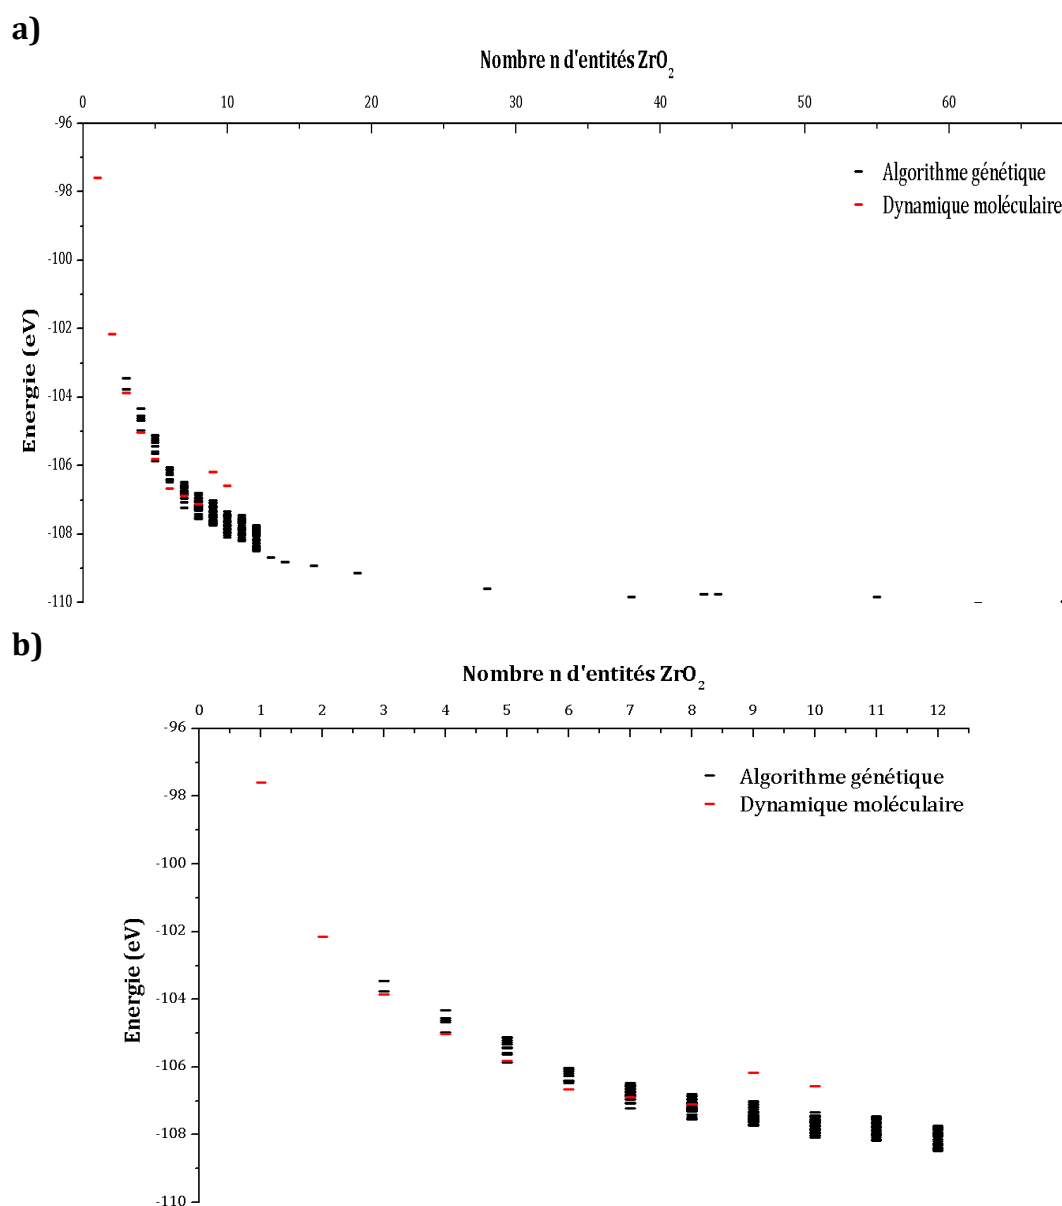 a)
Nombre n d'entités ZrO2
0 10 20 30 40 50 60
-96
Algorithme génétique
-98
Dynamique moléculaire
-100
-102
-104
-106
-108
-110
Energie (eV)
b)
Nombre n d'entités ZrO2
0 1 2 3 4 5 6 7 8 9 10 11 12
-96
Algorithme génétique
-98
Dynamique moléculaire
-100
-102
-104
-106
-108
-110
Energie (eV)